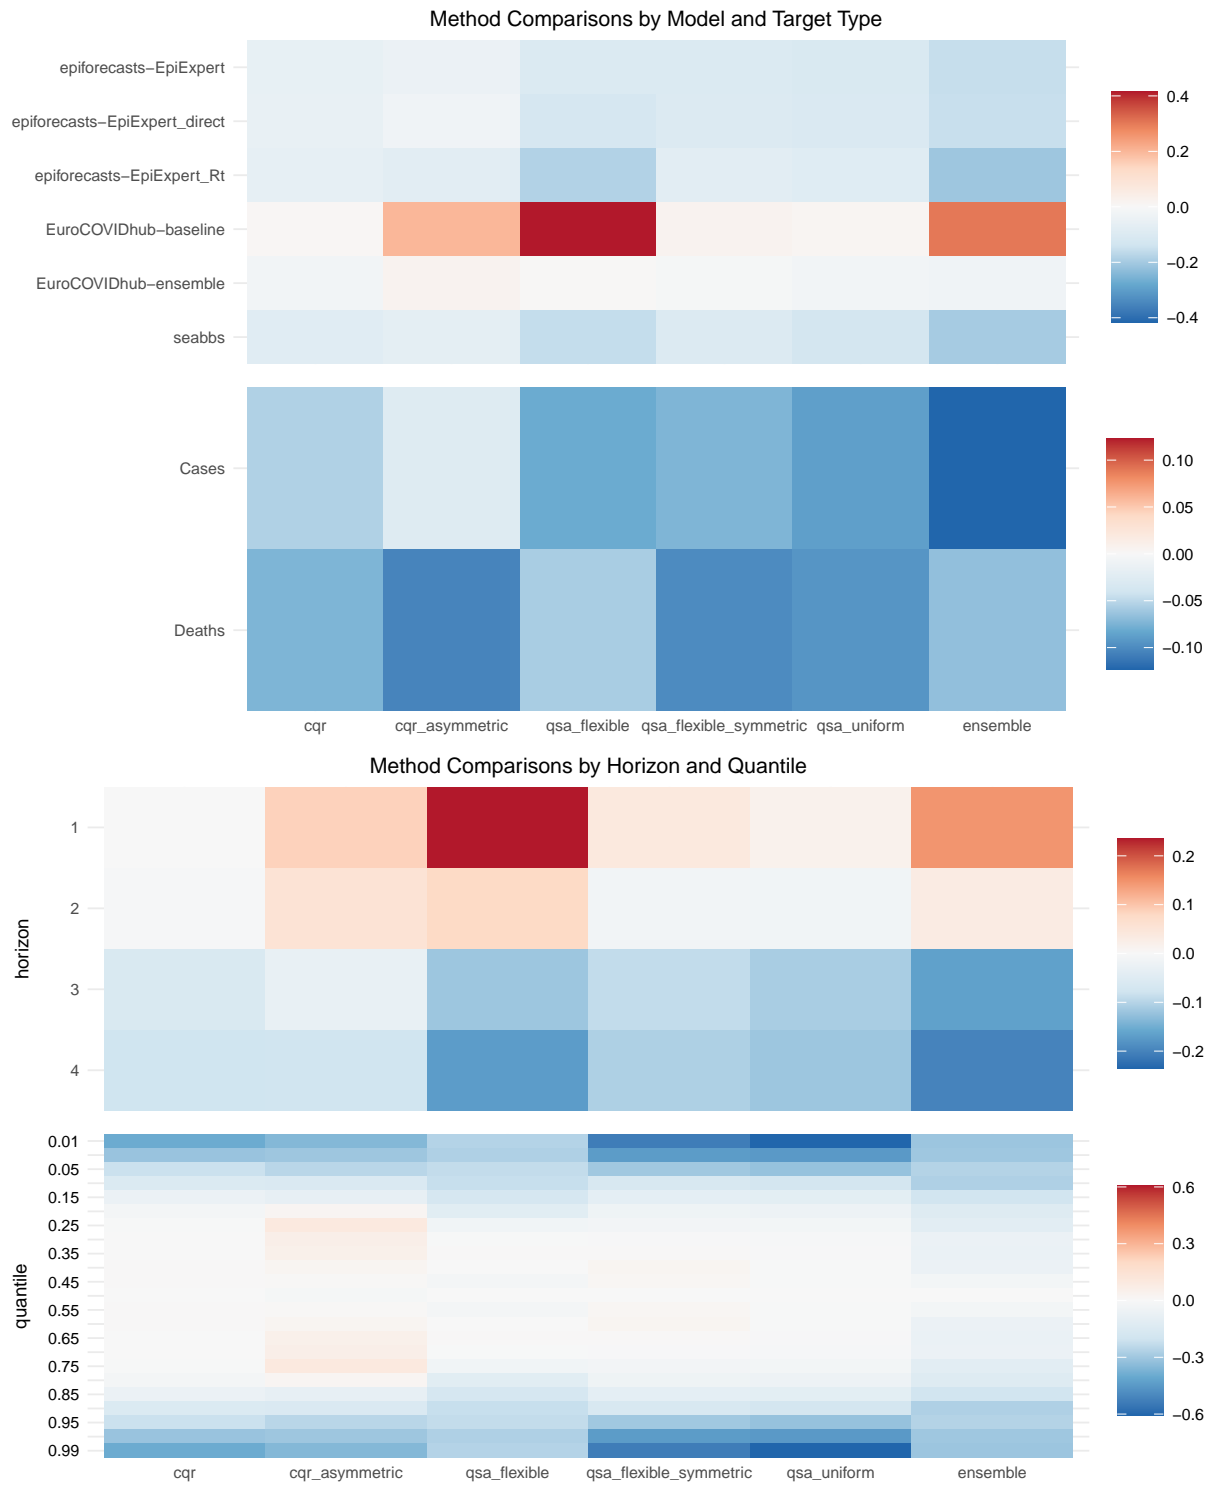 Method Comparisons by Model and Target Type
epiforecasts−EpiExpert
epiforecasts−EpiExpert_direct
epiforecasts−EpiExpert_Rt
EuroCOVIDhub−baseline
EuroCOVIDhub−ensemble
seabbs
0.4
0.2
0.0
−0.2
−0.4
Cases
Deaths
0.10
0.05
0.00
−0.05
−0.10
cqr cqr_asymmetric qsa_flexible qsa_flexible_symmetric qsa_uniform ensemble
Method Comparisons by Horizon and Quantile
horizon
1
2
3
4
0.2
0.1
0.0
−0.1
−0.2
quantile
0.01
0.05
0.15
0.25
0.35
0.45
0.55
0.65
0.75
0.85
0.95
0.99
0.6
0.3
0.0
−0.3
−0.6
cqr cqr_asymmetric qsa_flexible qsa_flexible_symmetric qsa_uniform ensemble